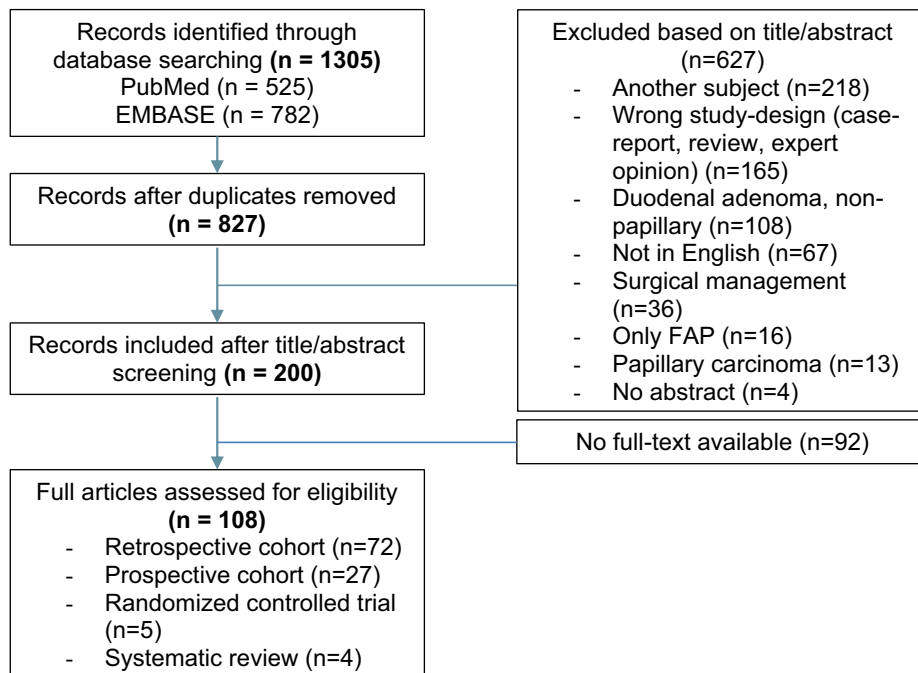 Records identified through
database searching (n = 1305)
PubMed (n = 525)
EMBASE (n = 782)
Records after duplicates removed
(n = 827)
Records included after title/abstract
screening (n = 200)
Full articles assessed for eligibility
(n = 108)
- Retrospective cohort (n=72)
- Prospective cohort (n=27)
- Randomized controlled trial
(n=5)
- Systematic review (n=4)
Excluded based on title/abstract
(n=627)
- Another subject (n=218)
- Wrong study-design (case-
report, review, expert
opinion) (n=165)
- Duodenal adenoma, non-
papillary (n=108)
- Not in English (n=67)
- Surgical management
(n=36)
- Only FAP (n=16)
- Papillary carcinoma (n=13)
- No abstract (n=4)
No full-text available (n=92)